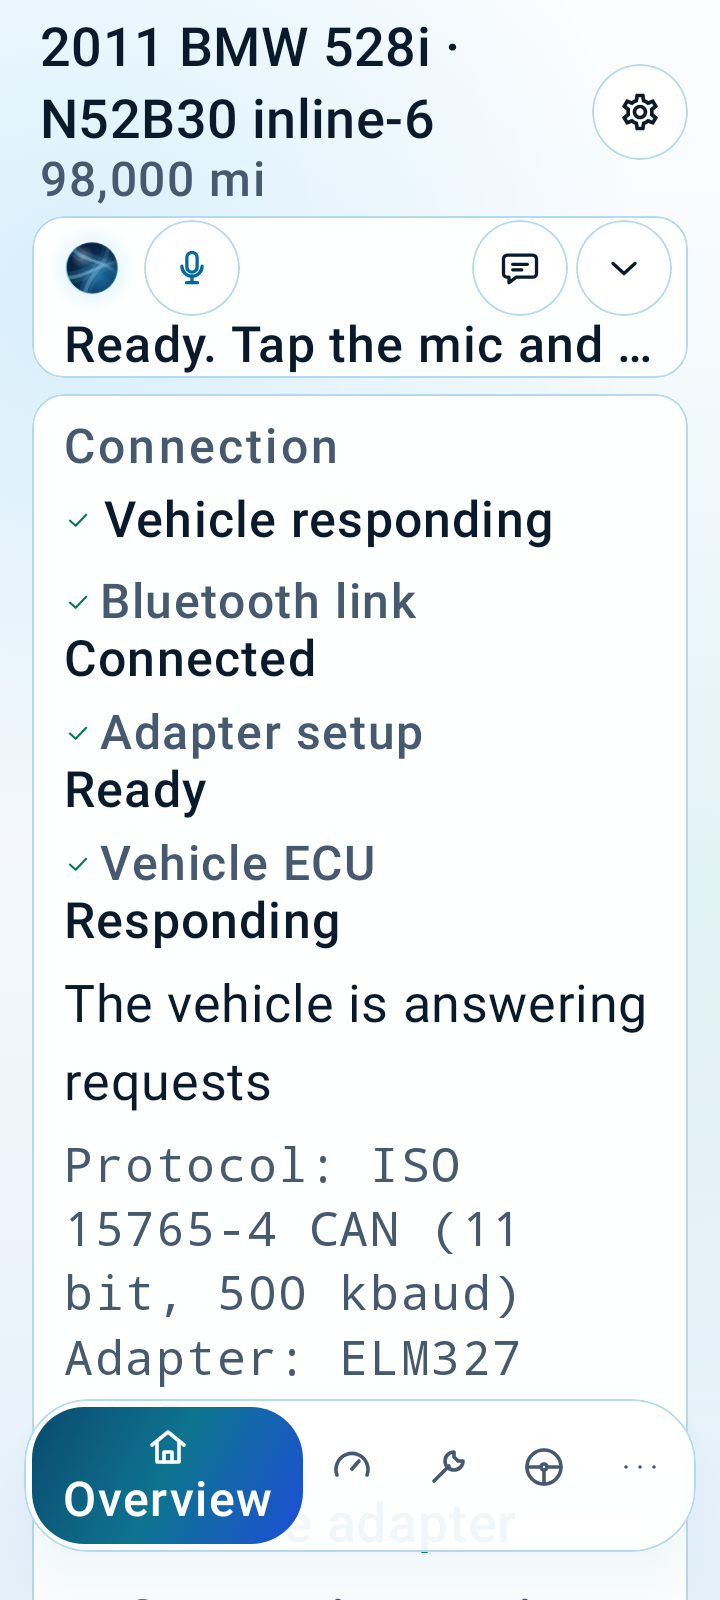 2011 BMW 528i ·
N52B30 inline-6
98,000 mi
Ready. Tap the mic and ...
Connection
Vehicle responding
Bluetooth link
Connected
Adapter setup
Ready
Vehicle ECU
Responding
The vehicle is answering
requests
Protocol: ISO
15765-4 CAN (11
bit, 500 kbaud)
Adapter: ELM327
Overview
adapter